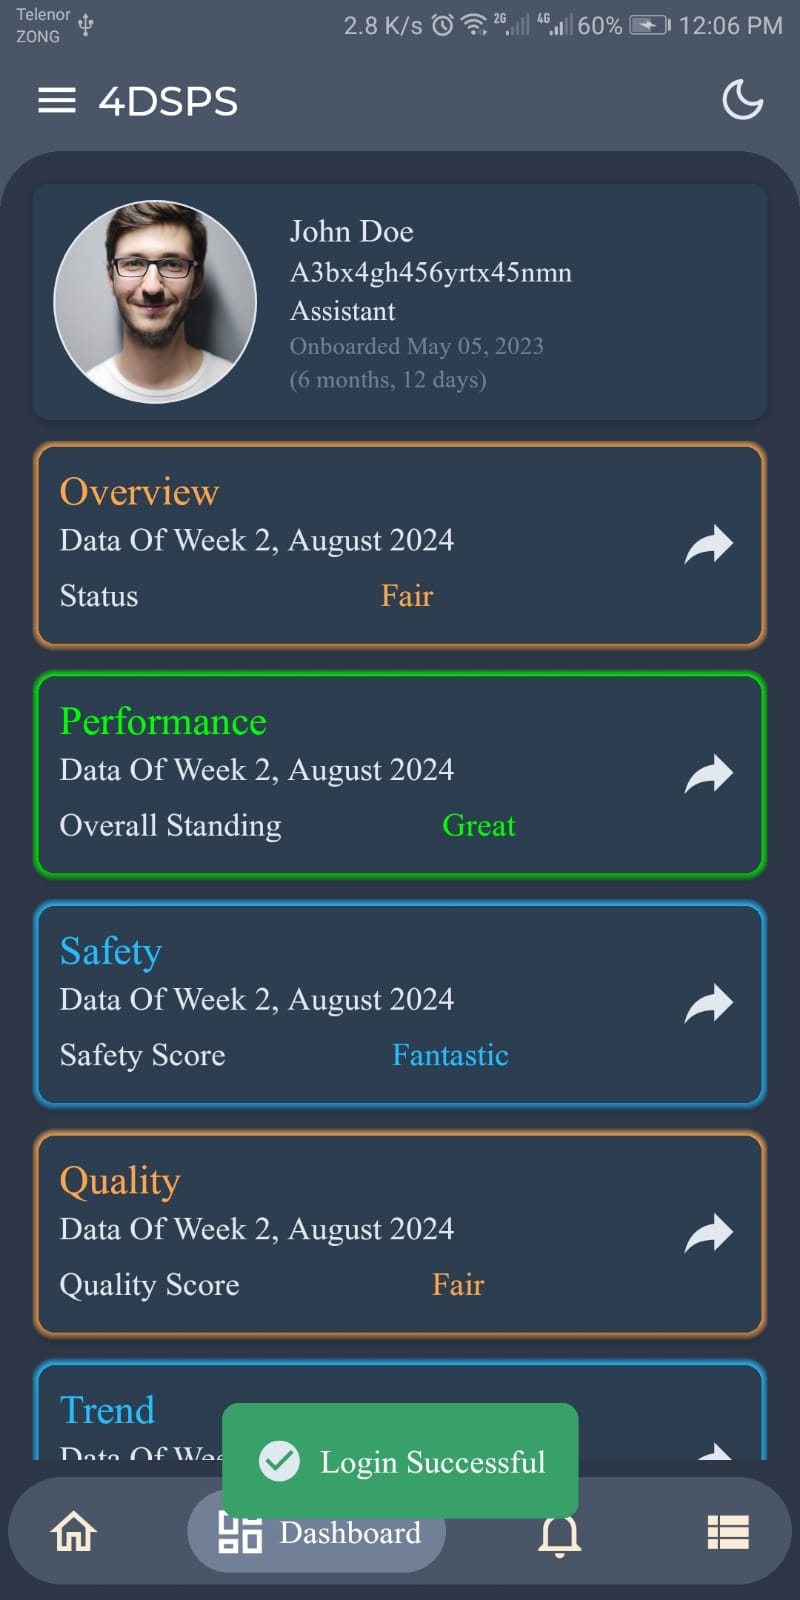 Telenor
ZONG
2.8 K/s 2G 4G 60% 12:06 PM
4DSPS
John Doe
A3bx4gh456yrtx45nmn
Assistant
Onboarded May 05, 2023
(6 months, 12 days)
Overview
Data Of Week 2, August 2024
Status Fair
Performance
Data Of Week 2, August 2024
Overall Standing Great
Safety
Data Of Week 2, August 2024
Safety Score Fantastic
Quality
Data Of Week 2, August 2024
Quality Score Fair
Trend
Data Of
Login Successful
Dashboard